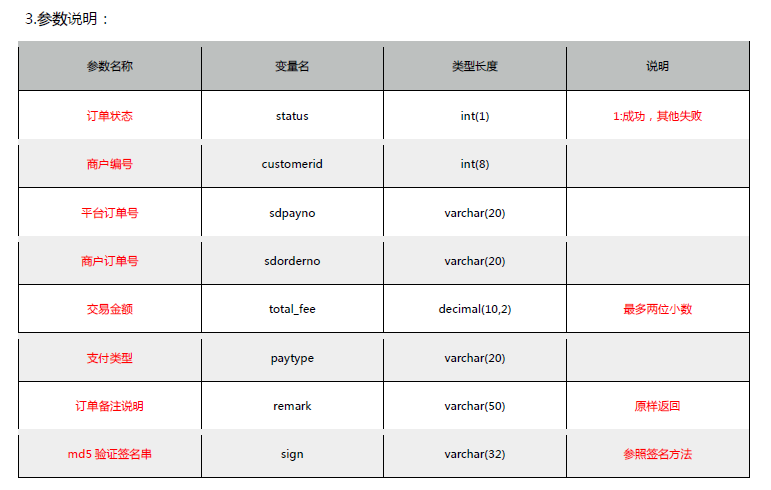 3.参数说明：
参数名称 变量名 类型长度 说明
订单状态 status int(1) 1:成功，其他失败
商户编号 customerid int(8)
平台订单号 sdpayno varchar(20)
商户订单号 sdorderno varchar(20)
交易金额 total_fee decimal(10,2) 最多两位小数
支付类型 paytype varchar(20)
订单备注说明 remark varchar(50) 原样返回
md5 验证签名串 sign varchar(32) 参照签名方法